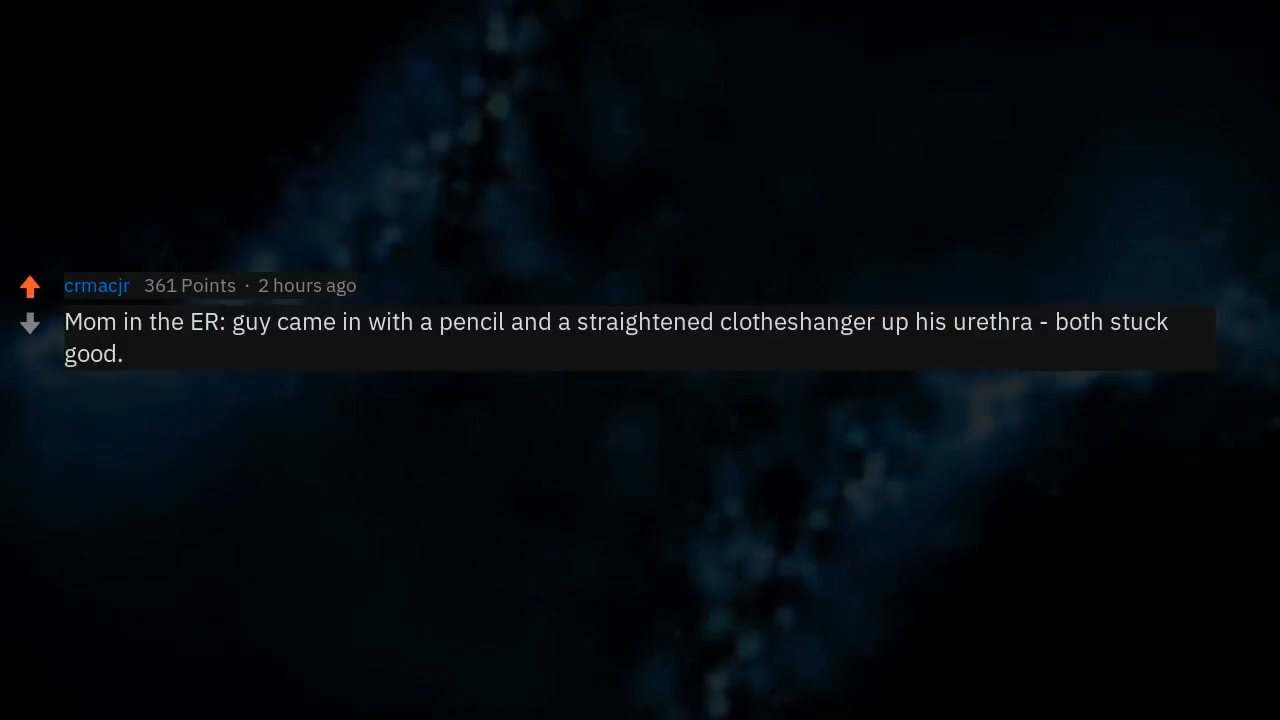 crmacjr 361 Points · 2 hours ago
Mom in the ER: guy came in with a pencil and a straightened clotheshanger up his urethra - both stuck
good.